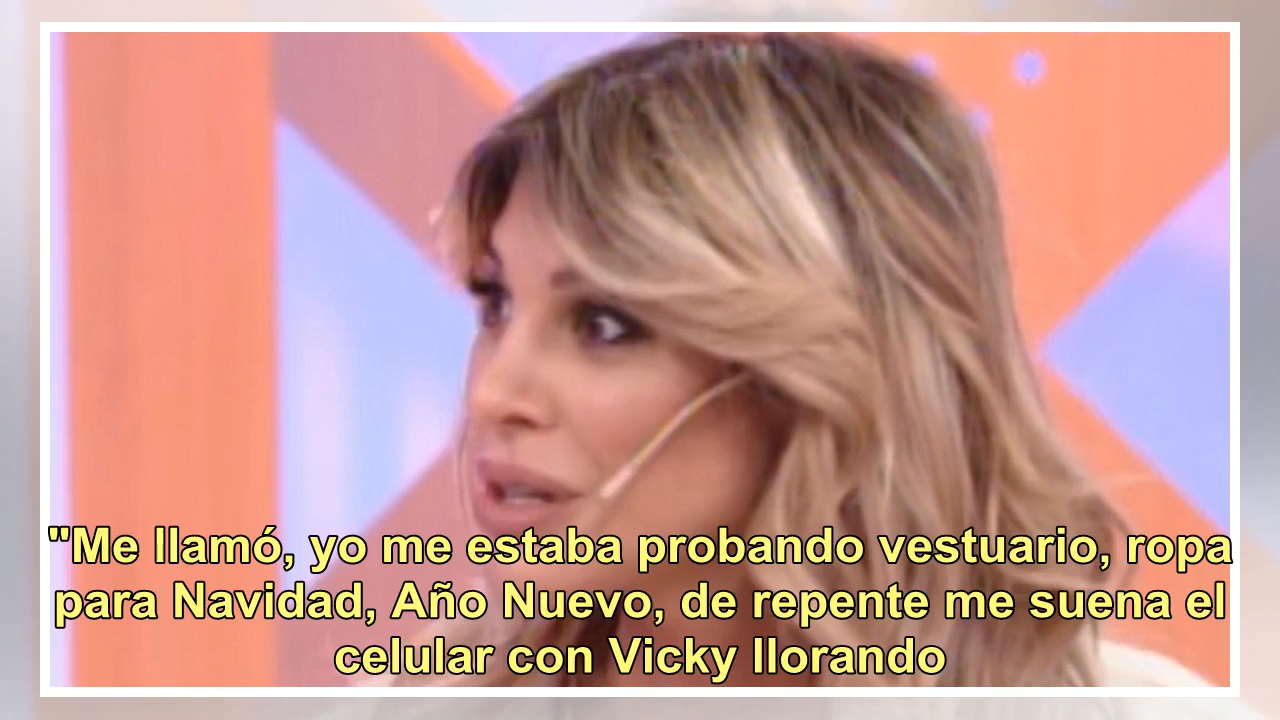 "Me llamó, yo me estaba probando vestuario, ropa
para Navidad, Año Nuevo, de repente me suena el
celular con Vicky llorando